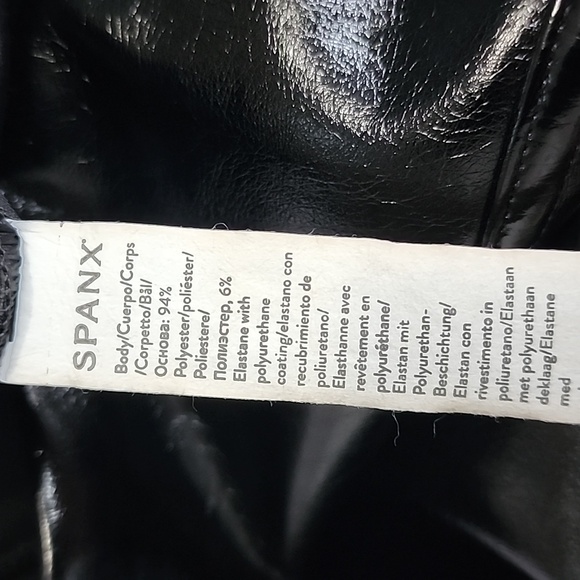 SPANX
Body/Cuerpo/Corps
/Corpetto/Bål/
Основа: 94%
Polyester/poliéster/
Poliestere/
Полиэстер, 6%
Elastane with
polyurethane
coating/elastano con
recubrimiento de
poliuretano/
Elasthanne avec
revêtement en
polyuréthane/
Elastan mit
Polyurethan-
Beschichtung/
Elastan con
rivestimento in
poliuretano/Elastaan
met polyurethaan
deklaag/Elastane
med